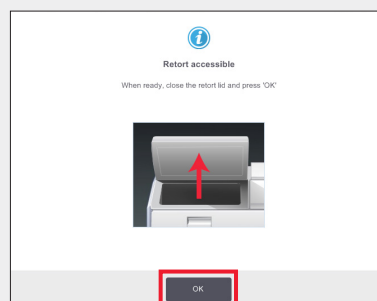 Retort accessible
When ready, close the retort lid and press 'OK'
OK